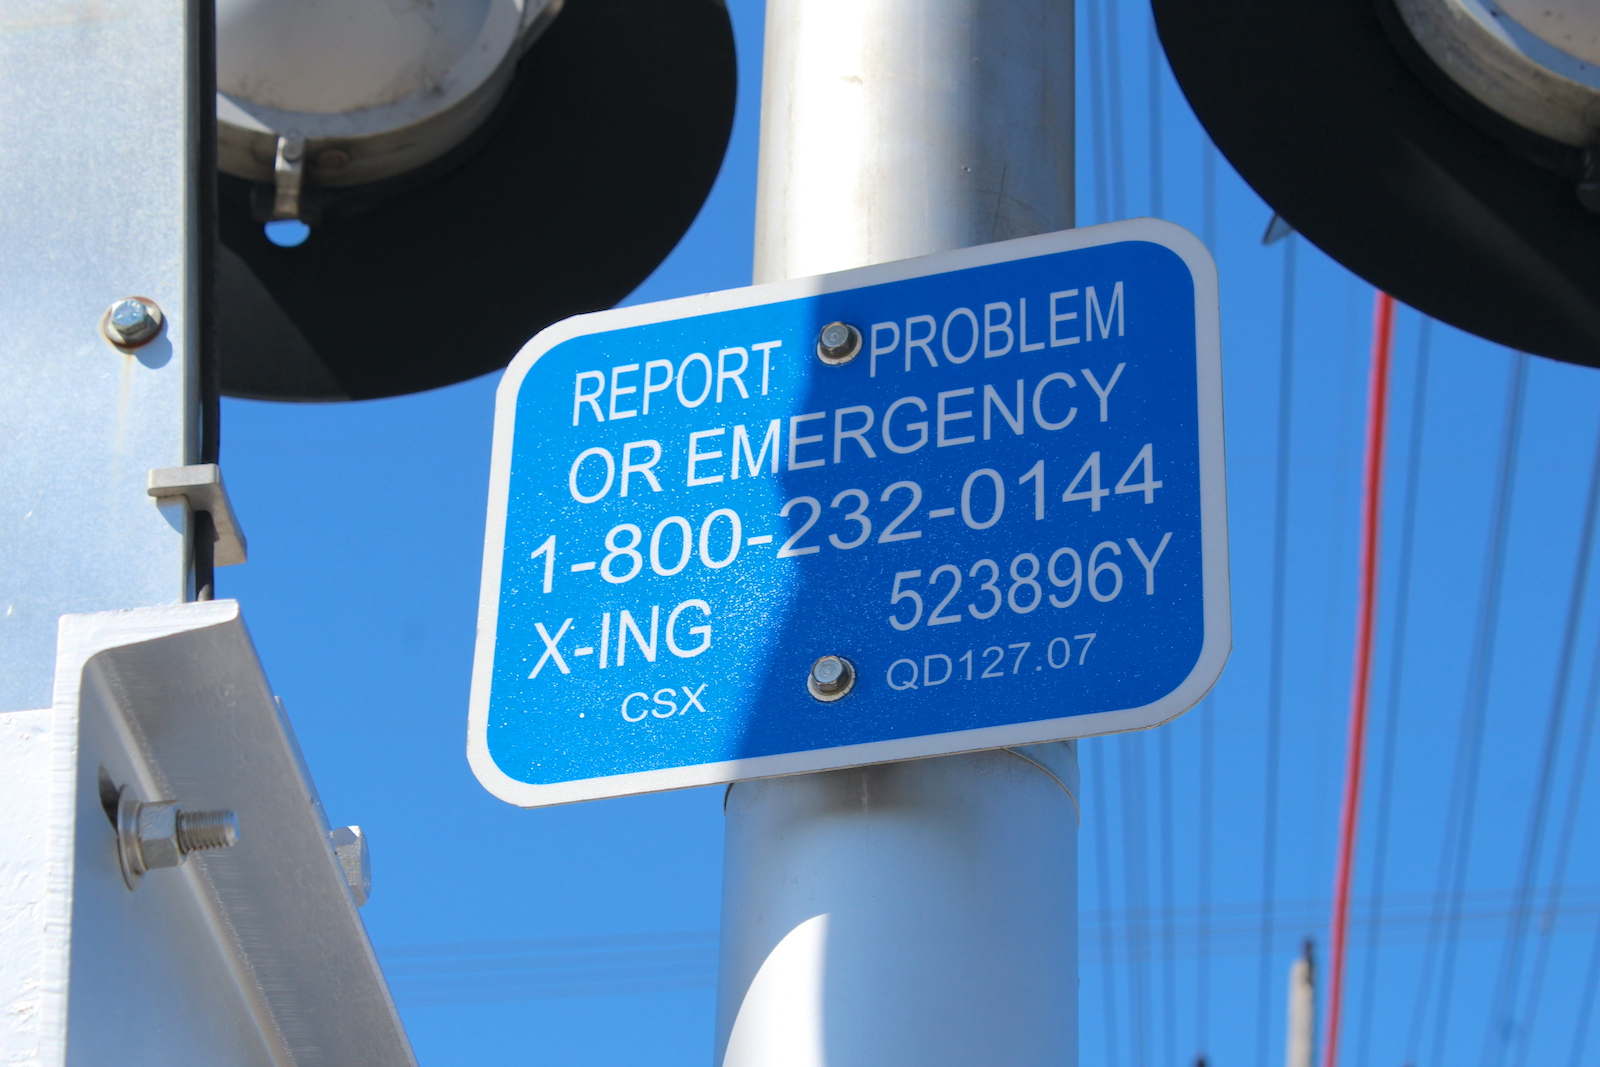 REPORT PROBLEM
OR EMERGENCY
1-800-232-0144
X-ING 523896Y
CSX QD127.07